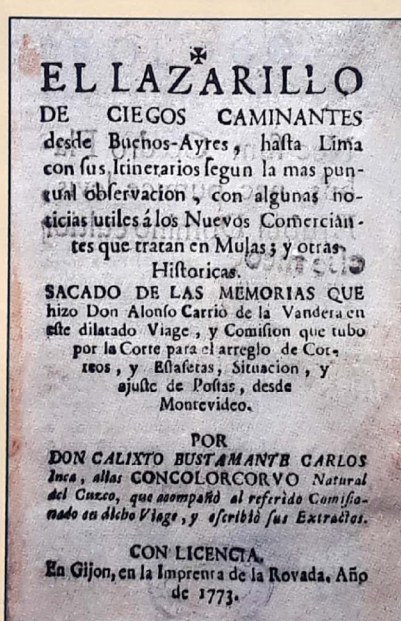 EL LAZARILLO
DE CIEGOS CAMINANTES
desde Buenos-Ayres, hasta Lima
con ſus Itinerarios ſegun la mas pun-
tual obſervacion, con algunas no-
ticias utiles á los Nuevos Comercian-
tes que tratan en Mulas; y otras
Hiſtoricas.
SACADO DE LAS MEMORIAS QUE
hizo Don Alonſo Carriò de la Vandera en
eſte dilatado Viage, y Comiſion que tubo
por la Corte para el arreglo de Cor-
reos, y Eſtafetas, Situacion, y
ajuſte de Poſtas, desde
Montevideo.
POR
DON CALIXTO BUSTAMANTE CARLOS
Inca, alias CONCOLORCORVO Natural
del Cuzco, que acompañò al referido Comiſio-
nado en dicho Viage, y eſcribiò ſus Extractos.
CON LICENCIA.
En Gijon, en la Imprenta de la Rovada. Año
de 1773.